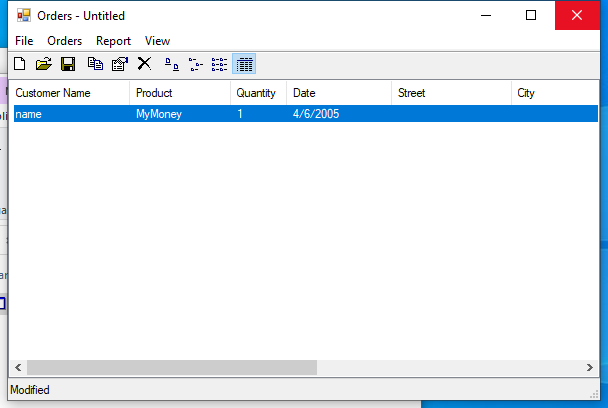 Orders - Untitled
File Orders Report View
Customer Name Product Quantity Date Street City
name MyMoney 1 4/6/2005
Modified